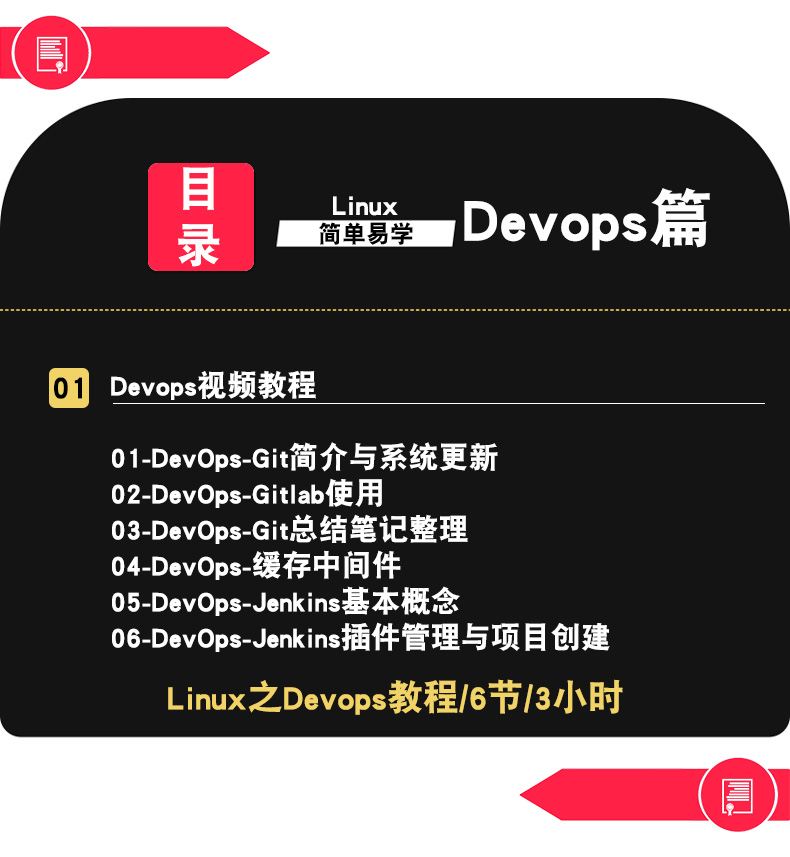 目
录
Linux
简单易学
Devops篇
01
Devops视频教程
01-DevOps-Git简介与系统更新
02-DevOps-Gitlab使用
03-DevOps-Git总结笔记整理
04-DevOps-缓存中间件
05-DevOps-Jenkins基本概念
06-DevOps-Jenkins插件管理与项目创建
Linux之Devops教程/6节/3小时